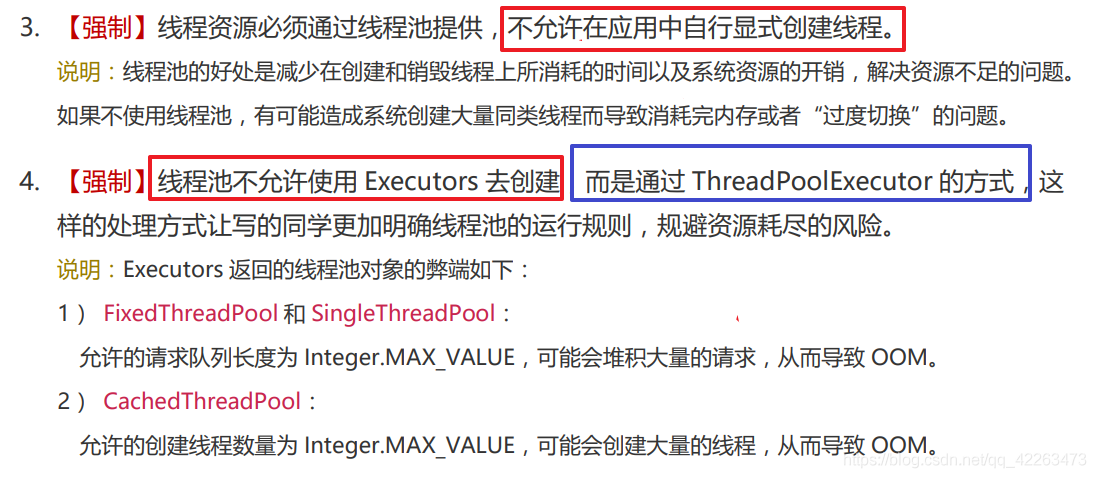 3. 【强制】线程资源必须通过线程池提供，不允许在应用中自行显式创建线程。
说明：线程池的好处是减少在创建和销毁线程上所消耗的时间以及系统资源的开销，解决资源不足的问题。
如果不使用线程池，有可能造成系统创建大量同类线程而导致消耗完内存或者“过度切换”的问题。
4. 【强制】线程池不允许使用 Executors 去创建 而是通过 ThreadPoolExecutor 的方式，这
样的处理方式让写的同学更加明确线程池的运行规则，规避资源耗尽的风险。
说明：Executors 返回的线程池对象的弊端如下：
1） FixedThreadPool 和 SingleThreadPool：
允许的请求队列长度为 Integer.MAX_VALUE，可能会堆积大量的请求，从而导致 OOM。
2） CachedThreadPool：
允许的创建线程数量为 Integer.MAX_VALUE，可能会创建大量的线程，从而导致 OOM。
https://blog.csdn.net/qq_42263473